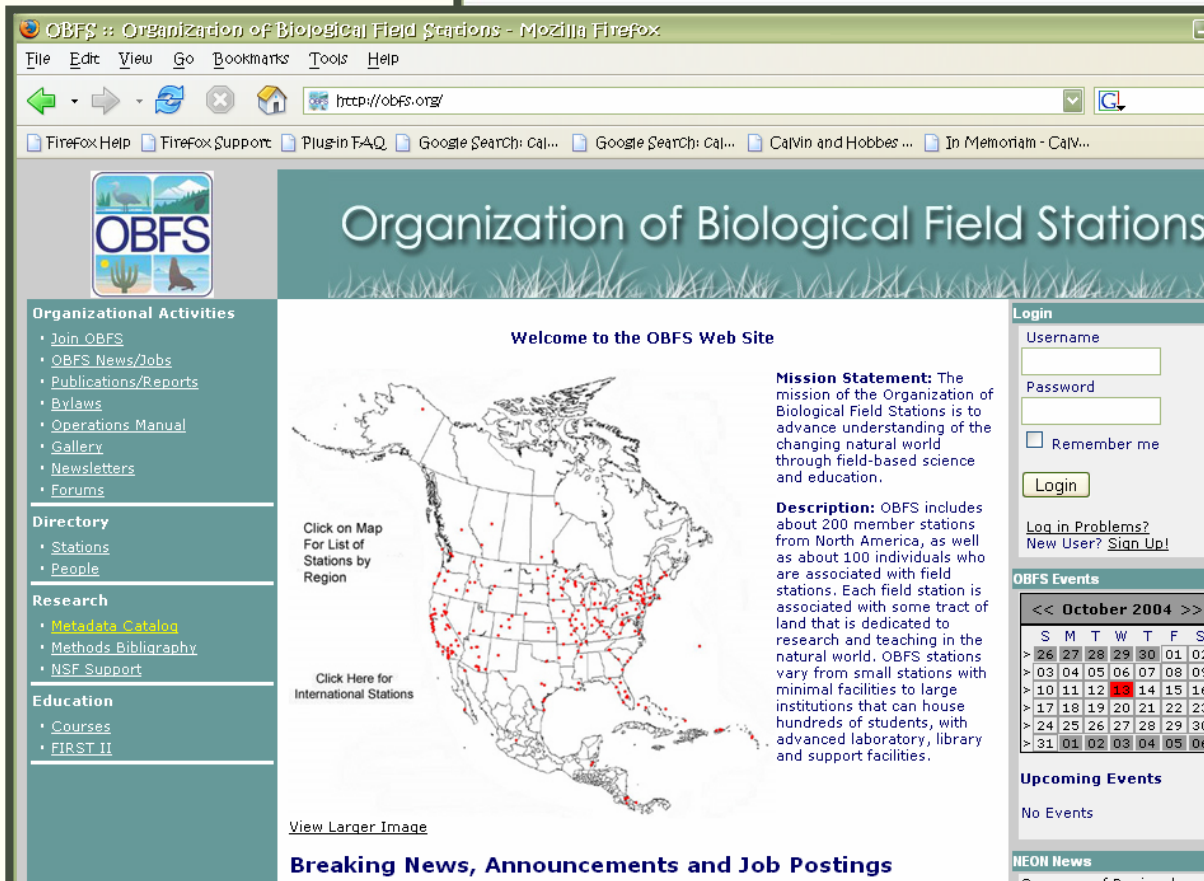 OBFS :: Organization of Biological Field Stations - Mozilla Firefox
File Edit View Go Bookmarks Tools Help
http://obfs.org/
G
Firefox Help Firefox Support Plug-in FAQ Google Search: cal... Google Search: cal... Calvin and Hobbes ... In Memoriam - Calv...
OBFS
Organization of Biological Field Stations
Organizational Activities
Join OBFS
OBFS News/Jobs
Publications/Reports
Bylaws
Operations Manual
Gallery
Newsletters
Forums
Directory
Stations
People
Research
Metadata Catalog
Methods Bibligraphy
NSF Support
Education
Courses
FIRST II
Welcome to the OBFS Web Site
Click on Map
For List of
Stations by
Region
Click Here for
International Stations
View Larger Image
Mission Statement: The
mission of the Organization of
Biological Field Stations is to
advance understanding of the
changing natural world
through field-based science
and education.
Description: OBFS includes
about 200 member stations
from North America, as well
as about 100 individuals who
are associated with field
stations. Each field station is
associated with some tract of
land that is dedicated to
research and teaching in the
natural world. OBFS stations
vary from small stations with
minimal facilities to large
institutions that can house
hundreds of students, with
advanced laboratory, library
and support facilities.
Breaking News, Announcements and Job Postings
Login
Username
Password
Remember me
Login
Log in Problems?
New User? Sign Up!
OBFS Events
<< October 2004 >>
S M T W T F S
> 26 27 28 29 30 01 02
> 03 04 05 06 07 08 09
> 10 11 12 13 14 15 16
> 17 18 19 20 21 22 23
> 24 25 26 27 28 29 30
> 31 01 02 03 04 05 06
Upcoming Events
No Events
NEON News